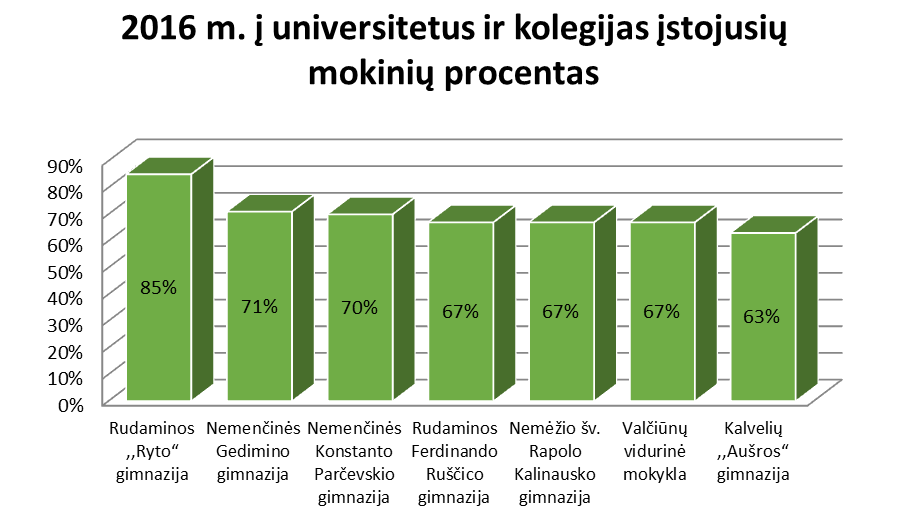 2016 m. į universitetus ir kolegijas įstojusių
mokinių procentas
90%
80%
70%
60%
50%
40%
30%
20%
10%
0%
85%
71%
70%
67%
67%
67%
63%
Rudaminos
,,Ryto“
gimnazija
Nemenčinės
Gedimino
gimnazija
Nemenčinės
Konstanto
Parčevskio
gimnazija
Rudaminos
Ferdinando
Ruščico
gimnazija
Nemėžio šv.
Rapolo
Kalinausko
gimnazija
Valčiūnų
vidurinė
mokykla
Kalvelių
,,Aušros“
gimnazija